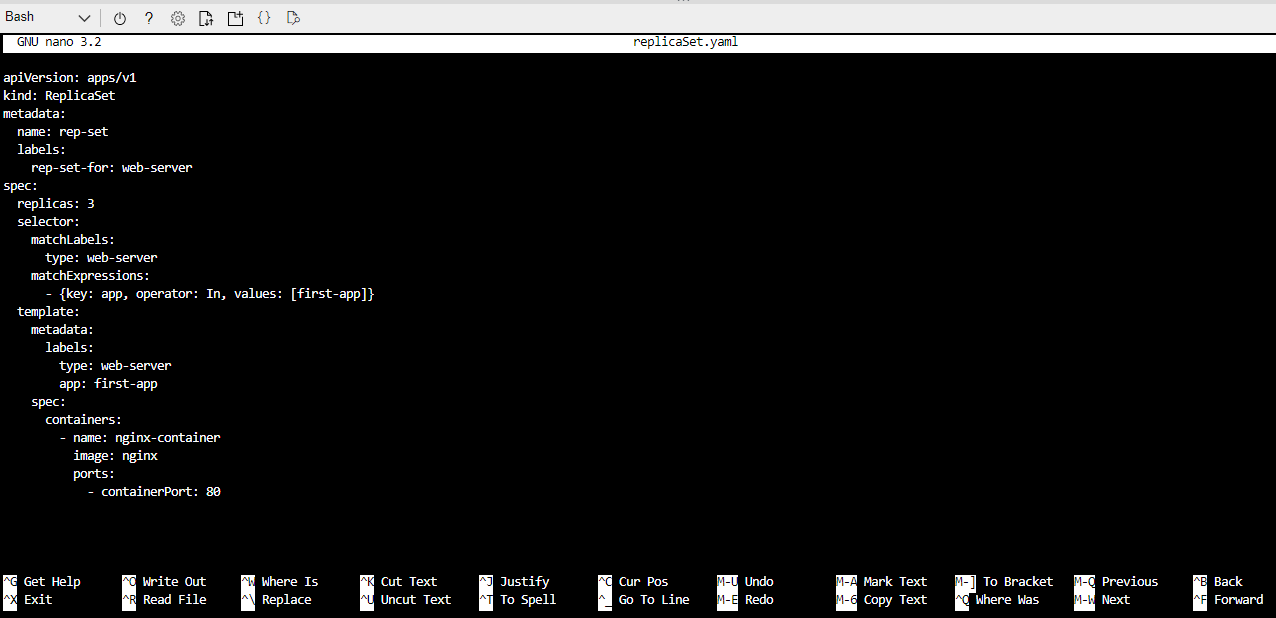 Bash
? {}
GNU nano 3.2 replicaSet.yaml
apiVersion: apps/v1
kind: ReplicaSet
metadata:
  name: rep-set
  labels:
    rep-set-for: web-server
spec:
  replicas: 3
  selector:
    matchLabels:
      type: web-server
    matchExpressions:
      - {key: app, operator: In, values: [first-app]}
  template:
    metadata:
      labels:
        type: web-server
        app: first-app
    spec:
      containers:
        - name: nginx-container
          image: nginx
          ports:
            - containerPort: 80
^G Get Help ^O Write Out ^W Where Is ^K Cut Text ^J Justify ^C Cur Pos M-U Undo M-A Mark Text M-] To Bracket M-Q Previous ^B Back
^X Exit ^R Read File ^\ Replace ^U Uncut Text ^T To Spell ^_ Go To Line M-E Redo M-6 Copy Text ^Q Where Was M-W Next ^F Forward